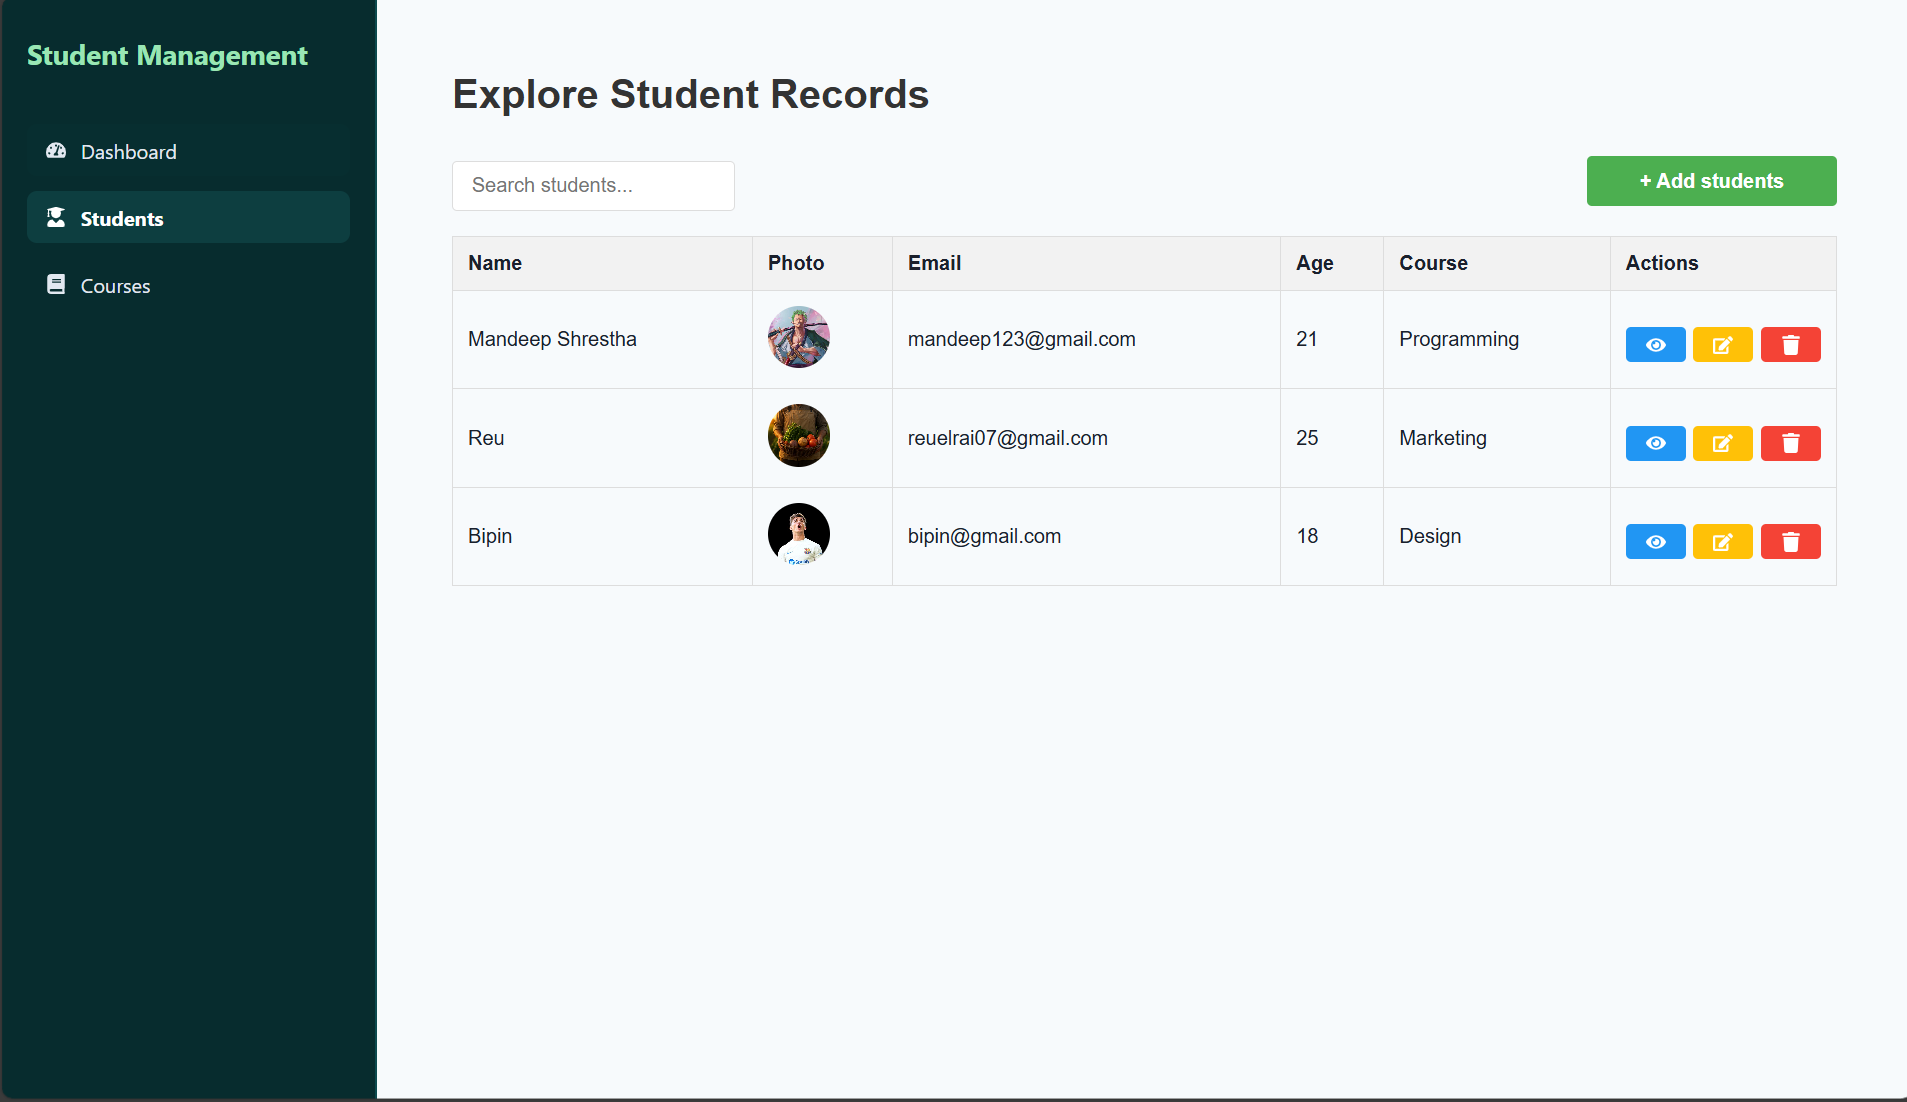 Student Management
Dashboard
Students
Courses
Explore Student Records
Search students...
+ Add students
Name Photo Email Age Course Actions
Mandeep Shrestha mandeep123@gmail.com 21 Programming
Reu reuelrai07@gmail.com 25 Marketing
Bipin bipin@gmail.com 18 Design